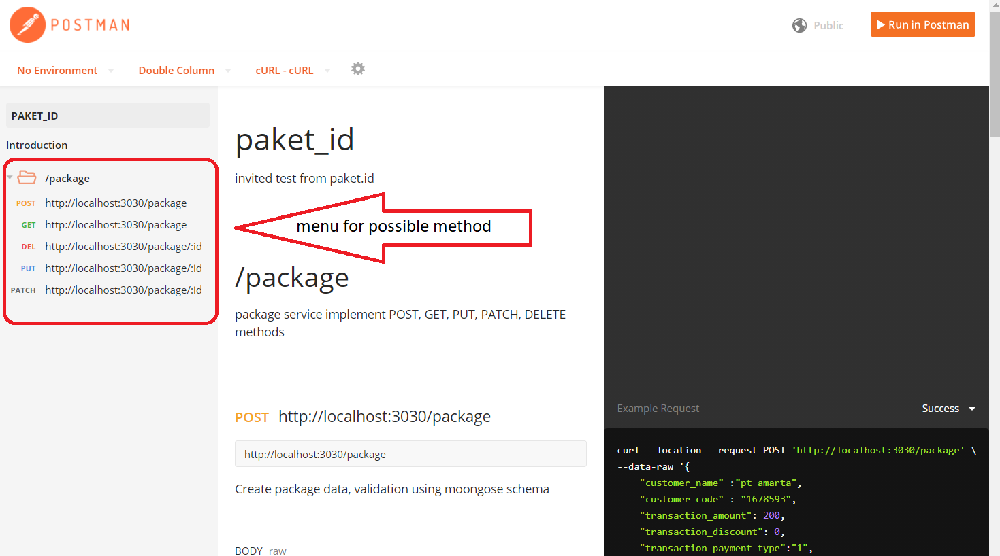 POSTMAN
Public
Run in Postman
No Environment
Double Column
cURL - cURL
PAKET_ID
Introduction
/package
POST http://localhost:3030/package
GET http://localhost:3030/package
DEL http://localhost:3030/package/:id
PUT http://localhost:3030/package/:id
PATCH http://localhost:3030/package/:id
paket_id
invited test from paket.id
menu for possible method
/package
package service implement POST, GET, PUT, PATCH, DELETE
methods
POST http://localhost:3030/package
http://localhost:3030/package
Create package data, validation using moongose schema
BODY raw
Example Request
Success
curl --location --request POST 'http://localhost:3030/package' \
--data-raw '{
"customer_name" :"pt amarta",
"customer_code" : "1678593",
"transaction_amount": 200,
"transaction_discount": 0,
"transaction_payment_type":"1",